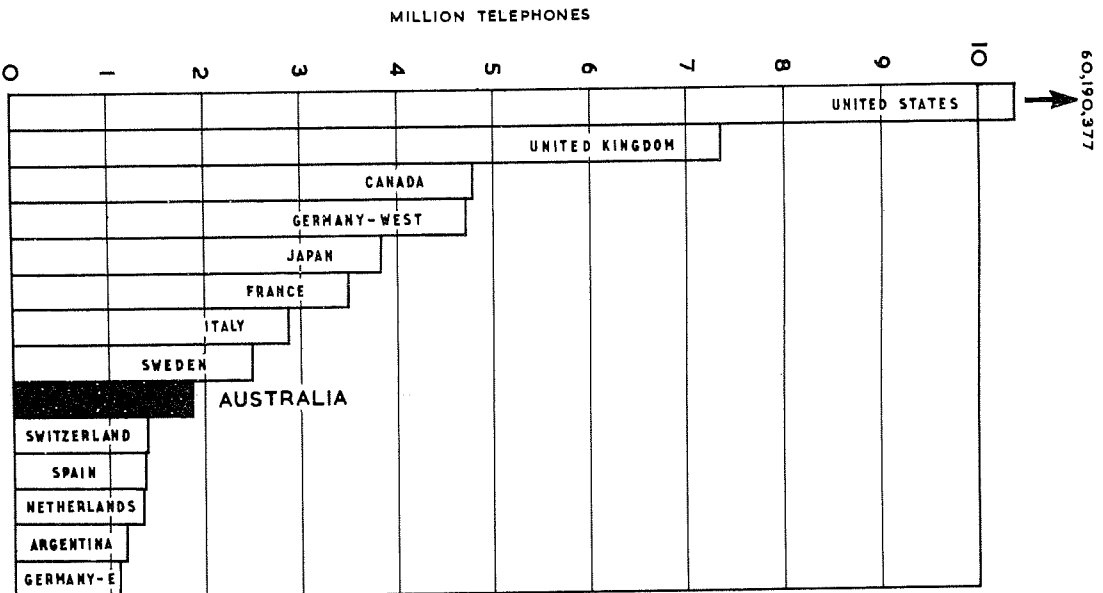 MILLION TELEPHONES
0 1 2 3 4 5 6 7 8 9 10
60,190,377
UNITED STATES
UNITED KINGDOM
CANADA
GERMANY-WEST
JAPAN
FRANCE
ITALY
SWEDEN
AUSTRALIA
SWITZERLAND
SPAIN
NETHERLANDS
ARGENTINA
GERMANY-E